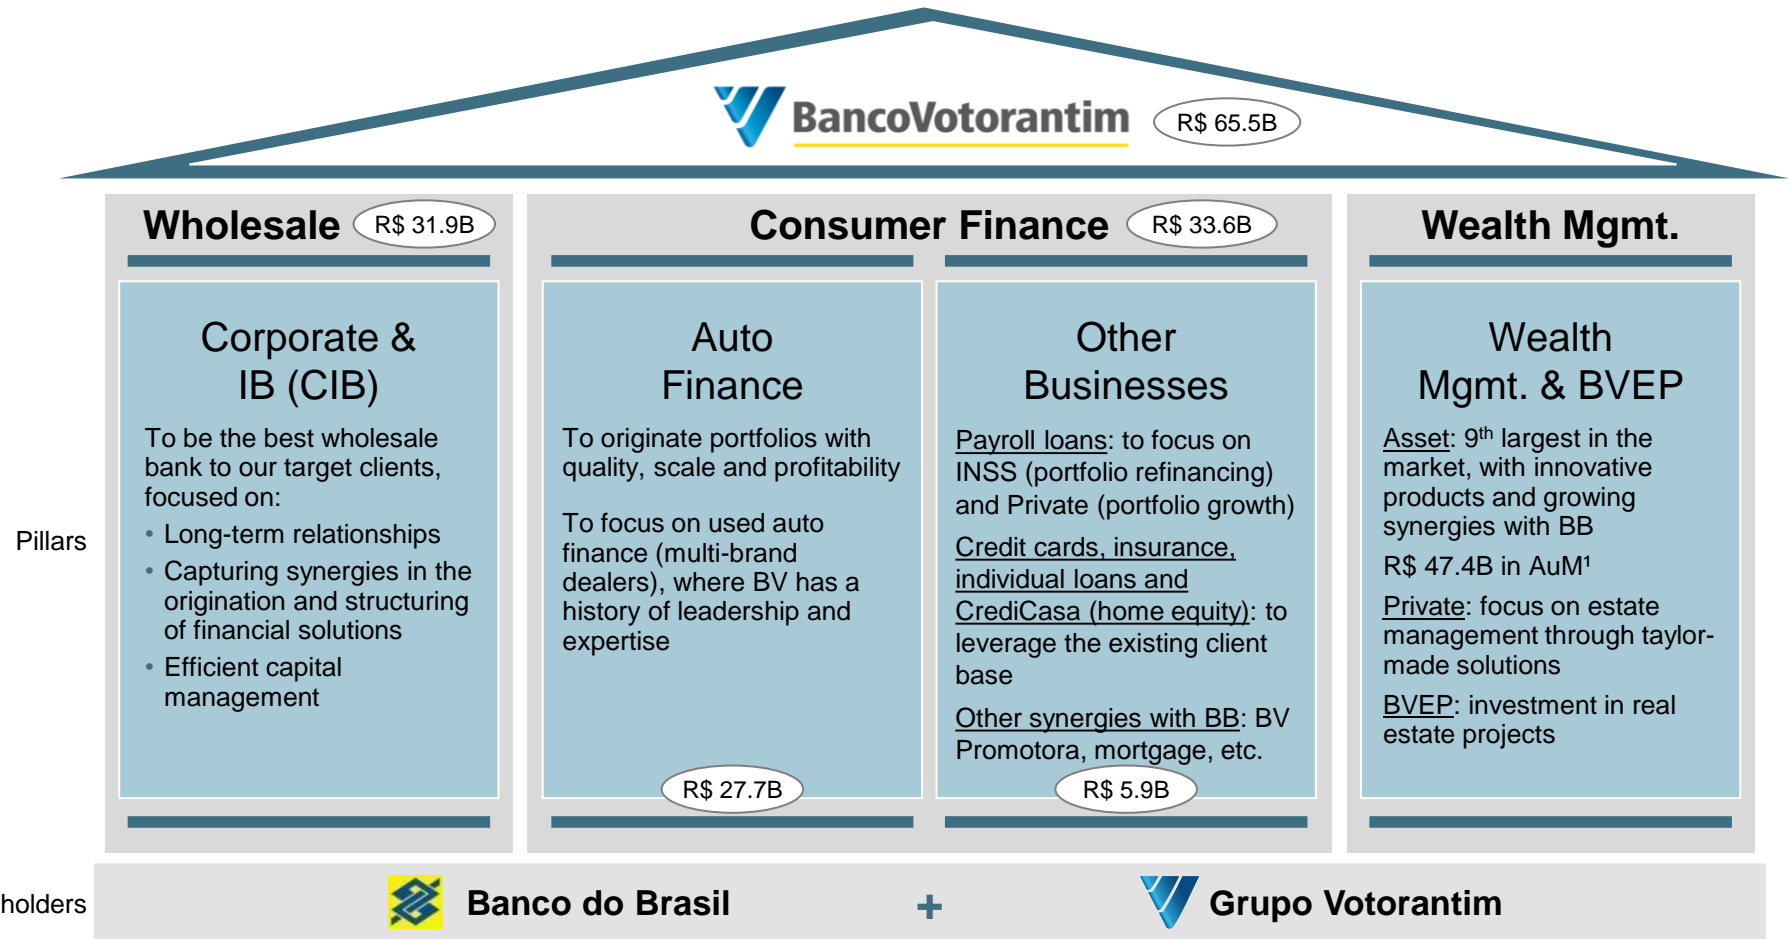 BancoVotorantim
R$ 65.5B
Wholesale
R$ 31.9B
Consumer Finance
R$ 33.6B
Wealth Mgmt.
Pillars
Corporate &
IB (CIB)
To be the best wholesale
bank to our target clients,
focused on:
• Long-term relationships
• Capturing synergies in the
origination and structuring
of financial solutions
• Efficient capital
management
Auto
Finance
To originate portfolios with
quality, scale and profitability
To focus on used auto
finance (multi-brand
dealers), where BV has a
history of leadership and
expertise
R$ 27.7B
Other
Businesses
Payroll loans: to focus on
INSS (portfolio refinancing)
and Private (portfolio growth)
Credit cards, insurance,
individual loans and
CrediCasa (home equity): to
leverage the existing client
base
Other synergies with BB: BV
Promotora, mortgage, etc.
R$ 5.9B
Wealth
Mgmt. & BVEP
Asset: 9th largest in the
market, with innovative
products and growing
synergies with BB
R$ 47.4B in AuM¹
Private: focus on estate
management through taylor-
made solutions
BVEP: investment in real
estate projects
holders
Banco do Brasil
+
Grupo Votorantim